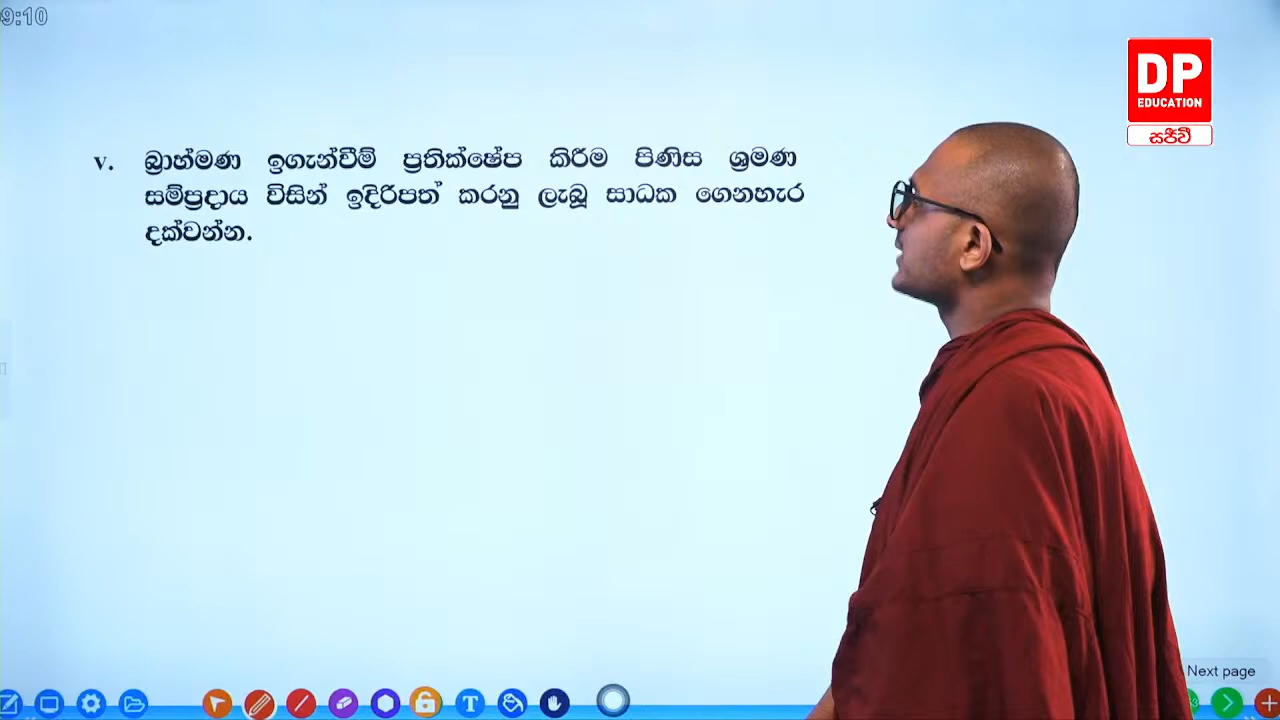 9:10
DP
EDUCATION
සජීවී
v. බ්‍රාහ්මණ ඉගැන්වීම් ප්‍රතික්ෂේප කිරීම පිණිස ශ්‍රමණ
සම්ප්‍රදාය විසින් ඉදිරිපත් කරනු ලැබූ සාධක ගෙනහැර
දක්වන්න.
Next page